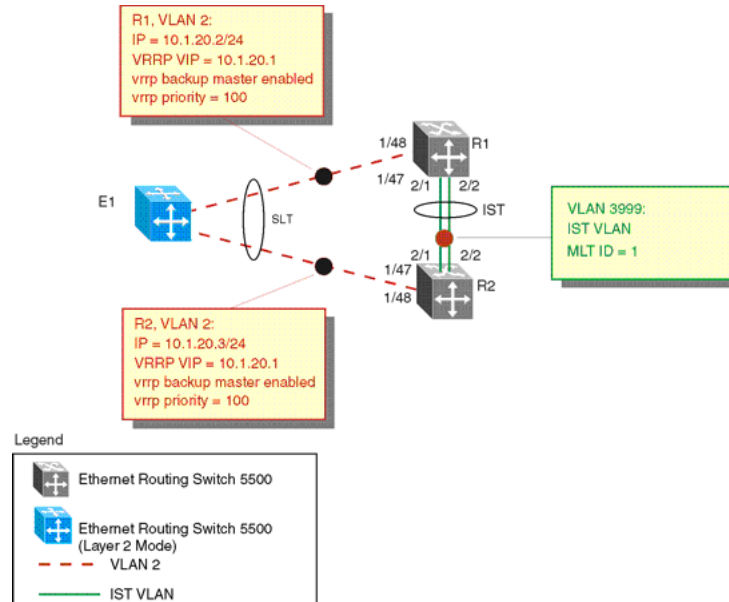 R1, VLAN 2:
IP = 10.1.20.2/24
VRRP VIP = 10.1.20.1
vrrp backup master enabled
vrrp priority = 100
1/48
R1
1/47
2/1
2/2
E1
SLT
IST
VLAN 3999:
IST VLAN
MLT ID = 1
2/1
2/2
1/47
R2
1/48
R2, VLAN 2:
IP = 10.1.20.3/24
VRRP VIP = 10.1.20.1
vrrp backup master enabled
vrrp priority = 100
Legend
Ethernet Routing Switch 5500
Ethernet Routing Switch 5500
(Layer 2 Mode)
VLAN 2
IST VLAN